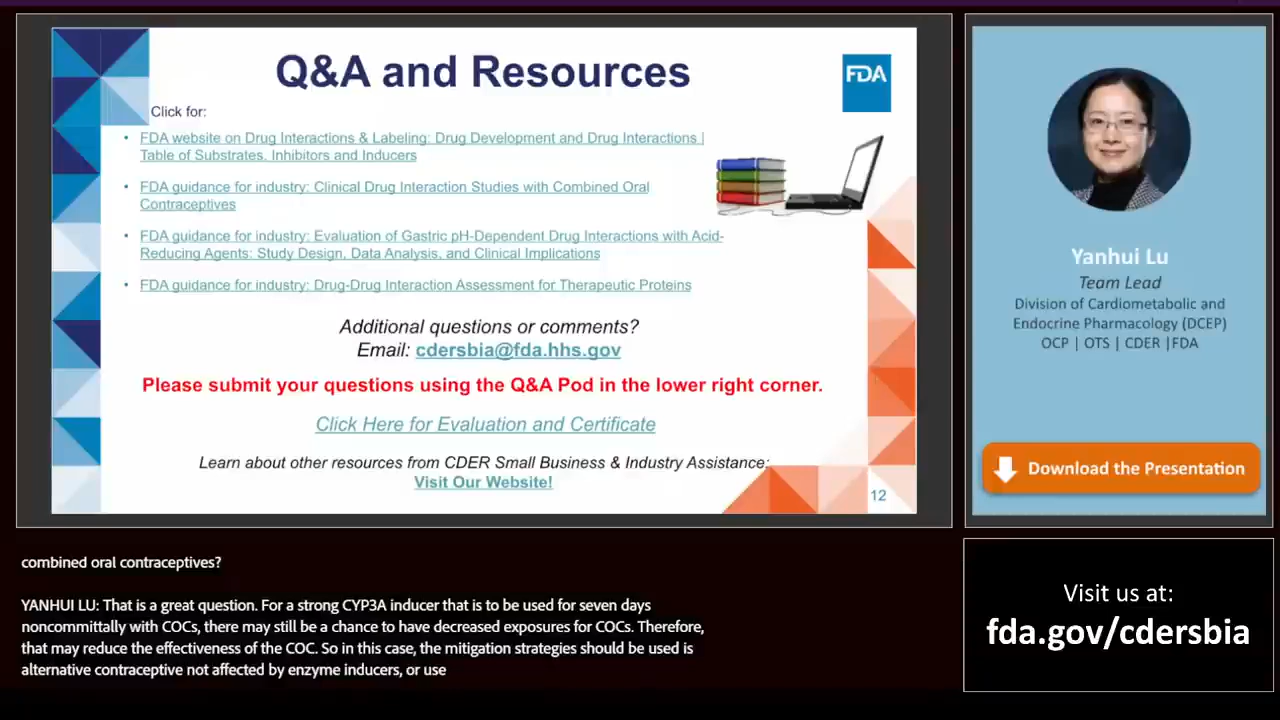 Q&A and Resources
FDA
Click for:
• FDA website on Drug Interactions & Labeling: Drug Development and Drug Interactions |
Table of Substrates, Inhibitors and Inducers
• FDA guidance for industry: Clinical Drug Interaction Studies with Combined Oral
Contraceptives
• FDA guidance for industry: Evaluation of Gastric pH-Dependent Drug Interactions with Acid-
Reducing Agents: Study Design, Data Analysis, and Clinical Implications
• FDA guidance for industry: Drug-Drug Interaction Assessment for Therapeutic Proteins
Additional questions or comments?
Email: cdersbia@fda.hhs.gov
Please submit your questions using the Q&A Pod in the lower right corner.
Click Here for Evaluation and Certificate
Learn about other resources from CDER Small Business & Industry Assistance:
Visit Our Website!
12
Yanhui Lu
Team Lead
Division of Cardiometabolic and
Endocrine Pharmacology (DCEP)
OCP | OTS | CDER |FDA
Download the Presentation
combined oral contraceptives?
YANHUI LU: That is a great question. For a strong CYP3A inducer that is to be used for seven days
noncommittally with COCs, there may still be a chance to have decreased exposures for COCs. Therefore,
that may reduce the effectiveness of the COC. So in this case, the mitigation strategies should be used is
alternative contraceptive not affected by enzyme inducers, or use
Visit us at:
fda.gov/cdersbia